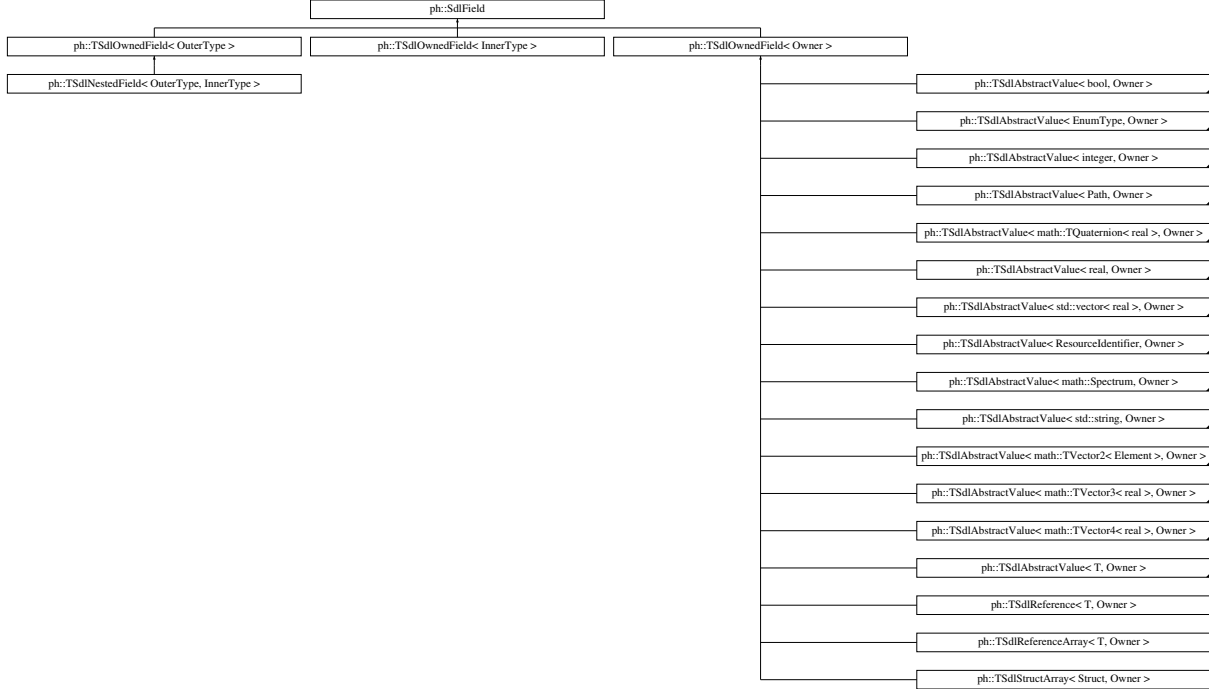 ph::SdlField
ph::TSdlOwnedField< OuterType >
ph::TSdlOwnedField< InnerType >
ph::TSdlOwnedField< Owner >
ph::TSdlNestedField< OuterType, InnerType >
ph::TSdlAbstractValue< bool, Owner >
ph::TSdlAbstractValue< EnumType, Owner >
ph::TSdlAbstractValue< integer, Owner >
ph::TSdlAbstractValue< Path, Owner >
ph::TSdlAbstractValue< math::TQuaternion< real >, Owner >
ph::TSdlAbstractValue< real, Owner >
ph::TSdlAbstractValue< std::vector< real >, Owner >
ph::TSdlAbstractValue< ResourceIdentifier, Owner >
ph::TSdlAbstractValue< math::Spectrum, Owner >
ph::TSdlAbstractValue< std::string, Owner >
ph::TSdlAbstractValue< math::TVector2< Element >, Owner >
ph::TSdlAbstractValue< math::TVector3< real >, Owner >
ph::TSdlAbstractValue< math::TVector4< real >, Owner >
ph::TSdlAbstractValue< T, Owner >
ph::TSdlReference< T, Owner >
ph::TSdlReferenceArray< T, Owner >
ph::TSdlStructArray< Struct, Owner >